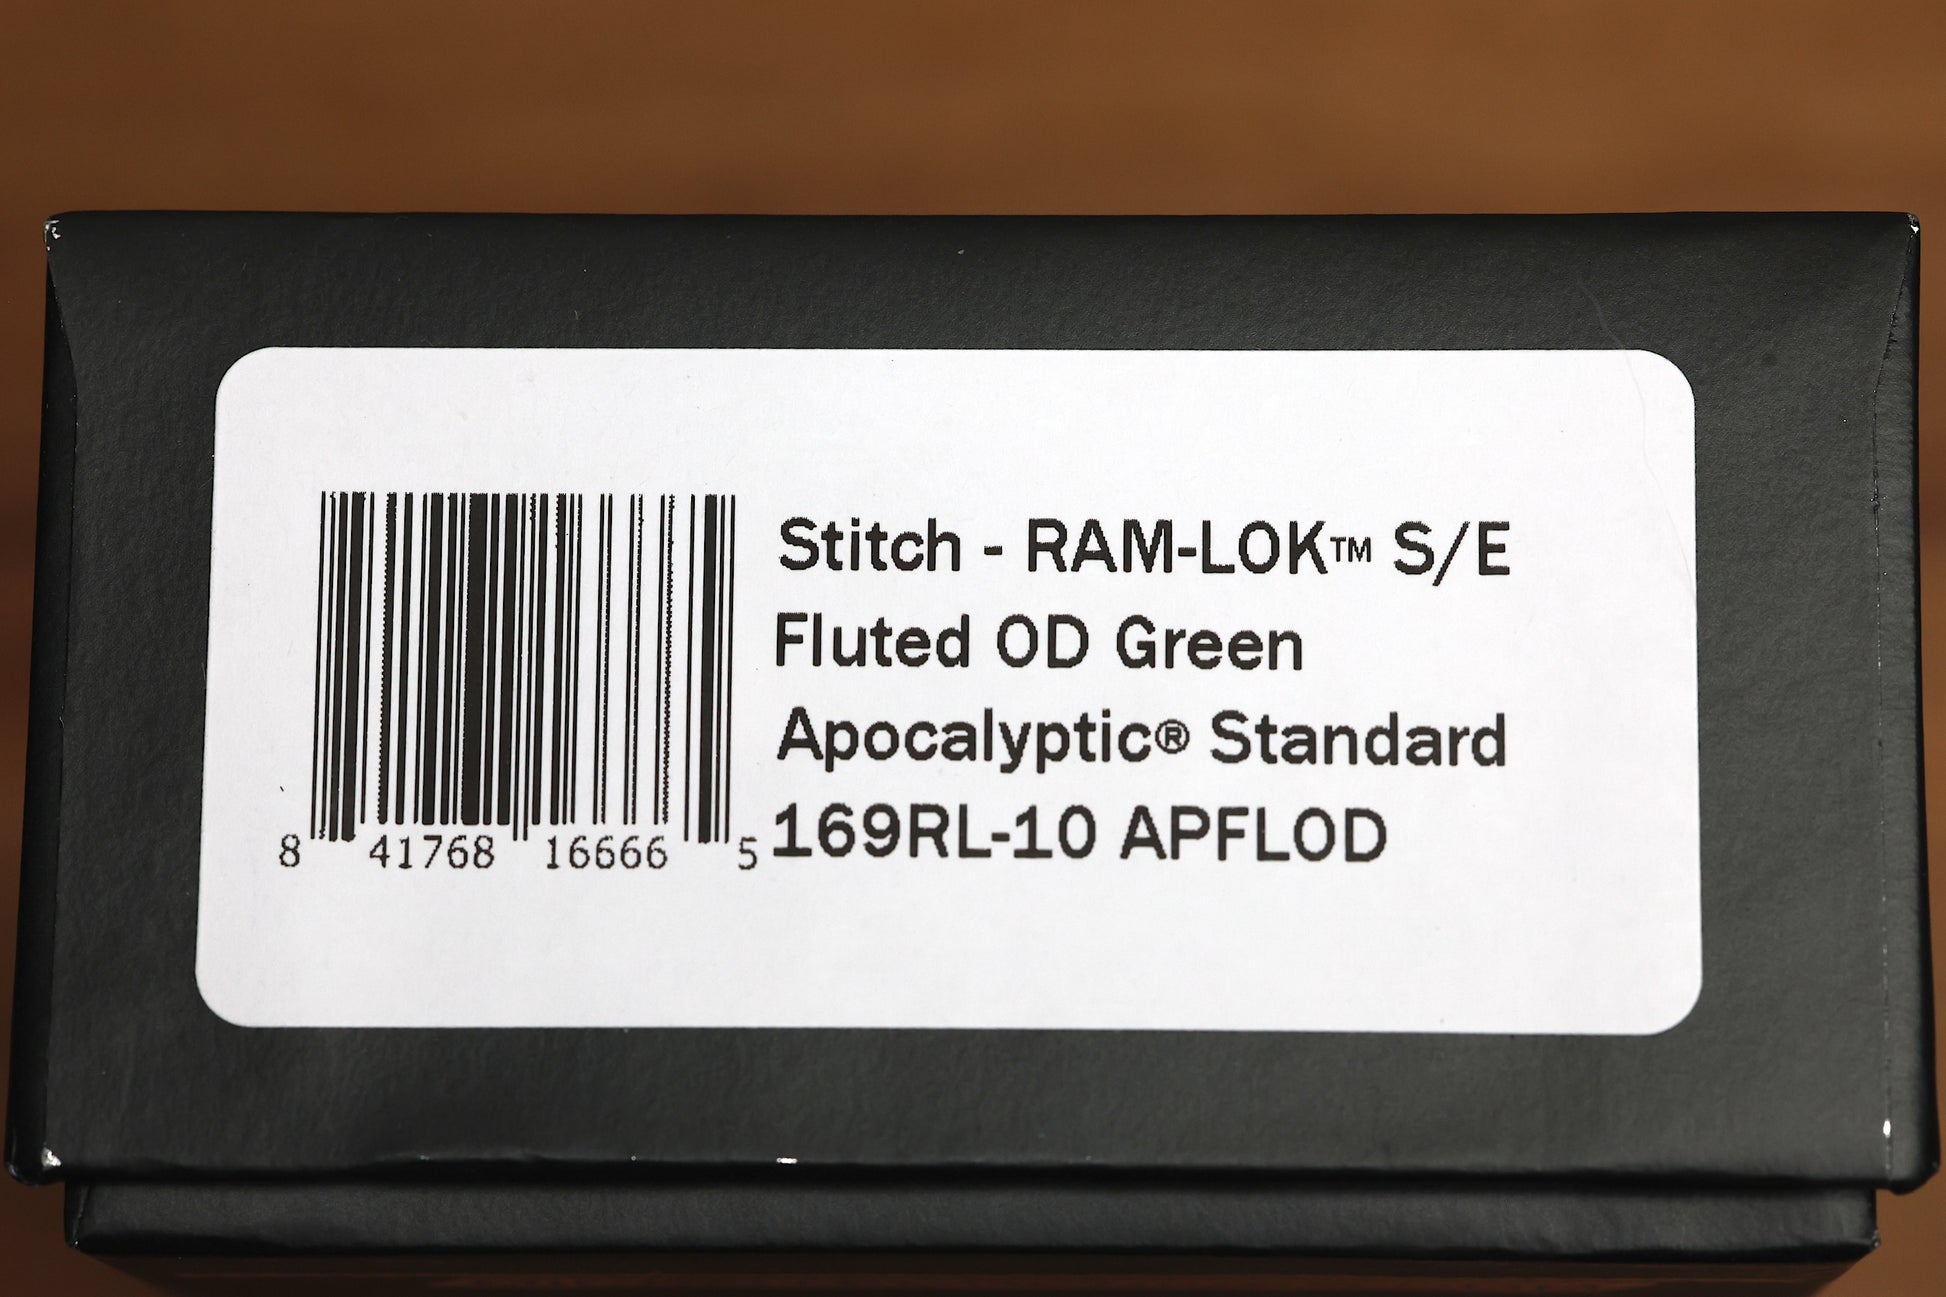 Stitch - RAM-LOK™ S/E
Fluted OD Green
Apocalyptic® Standard
169RL-10 APFLOD
8 41768 16666 5